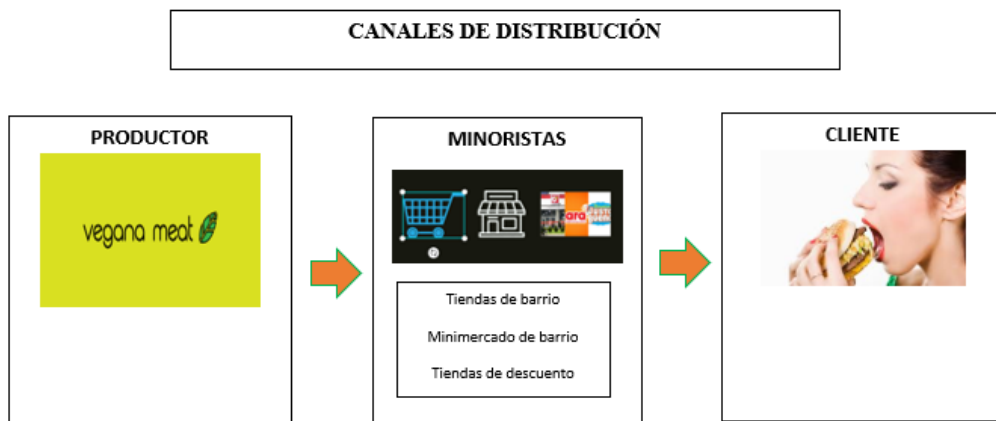 CANALES DE DISTRIBUCIÓN
PRODUCTOR
vegana meat
MINORISTAS
ara
Tiendas de barrio
Minimercado de barrio
Tiendas de descuento
CLIENTE